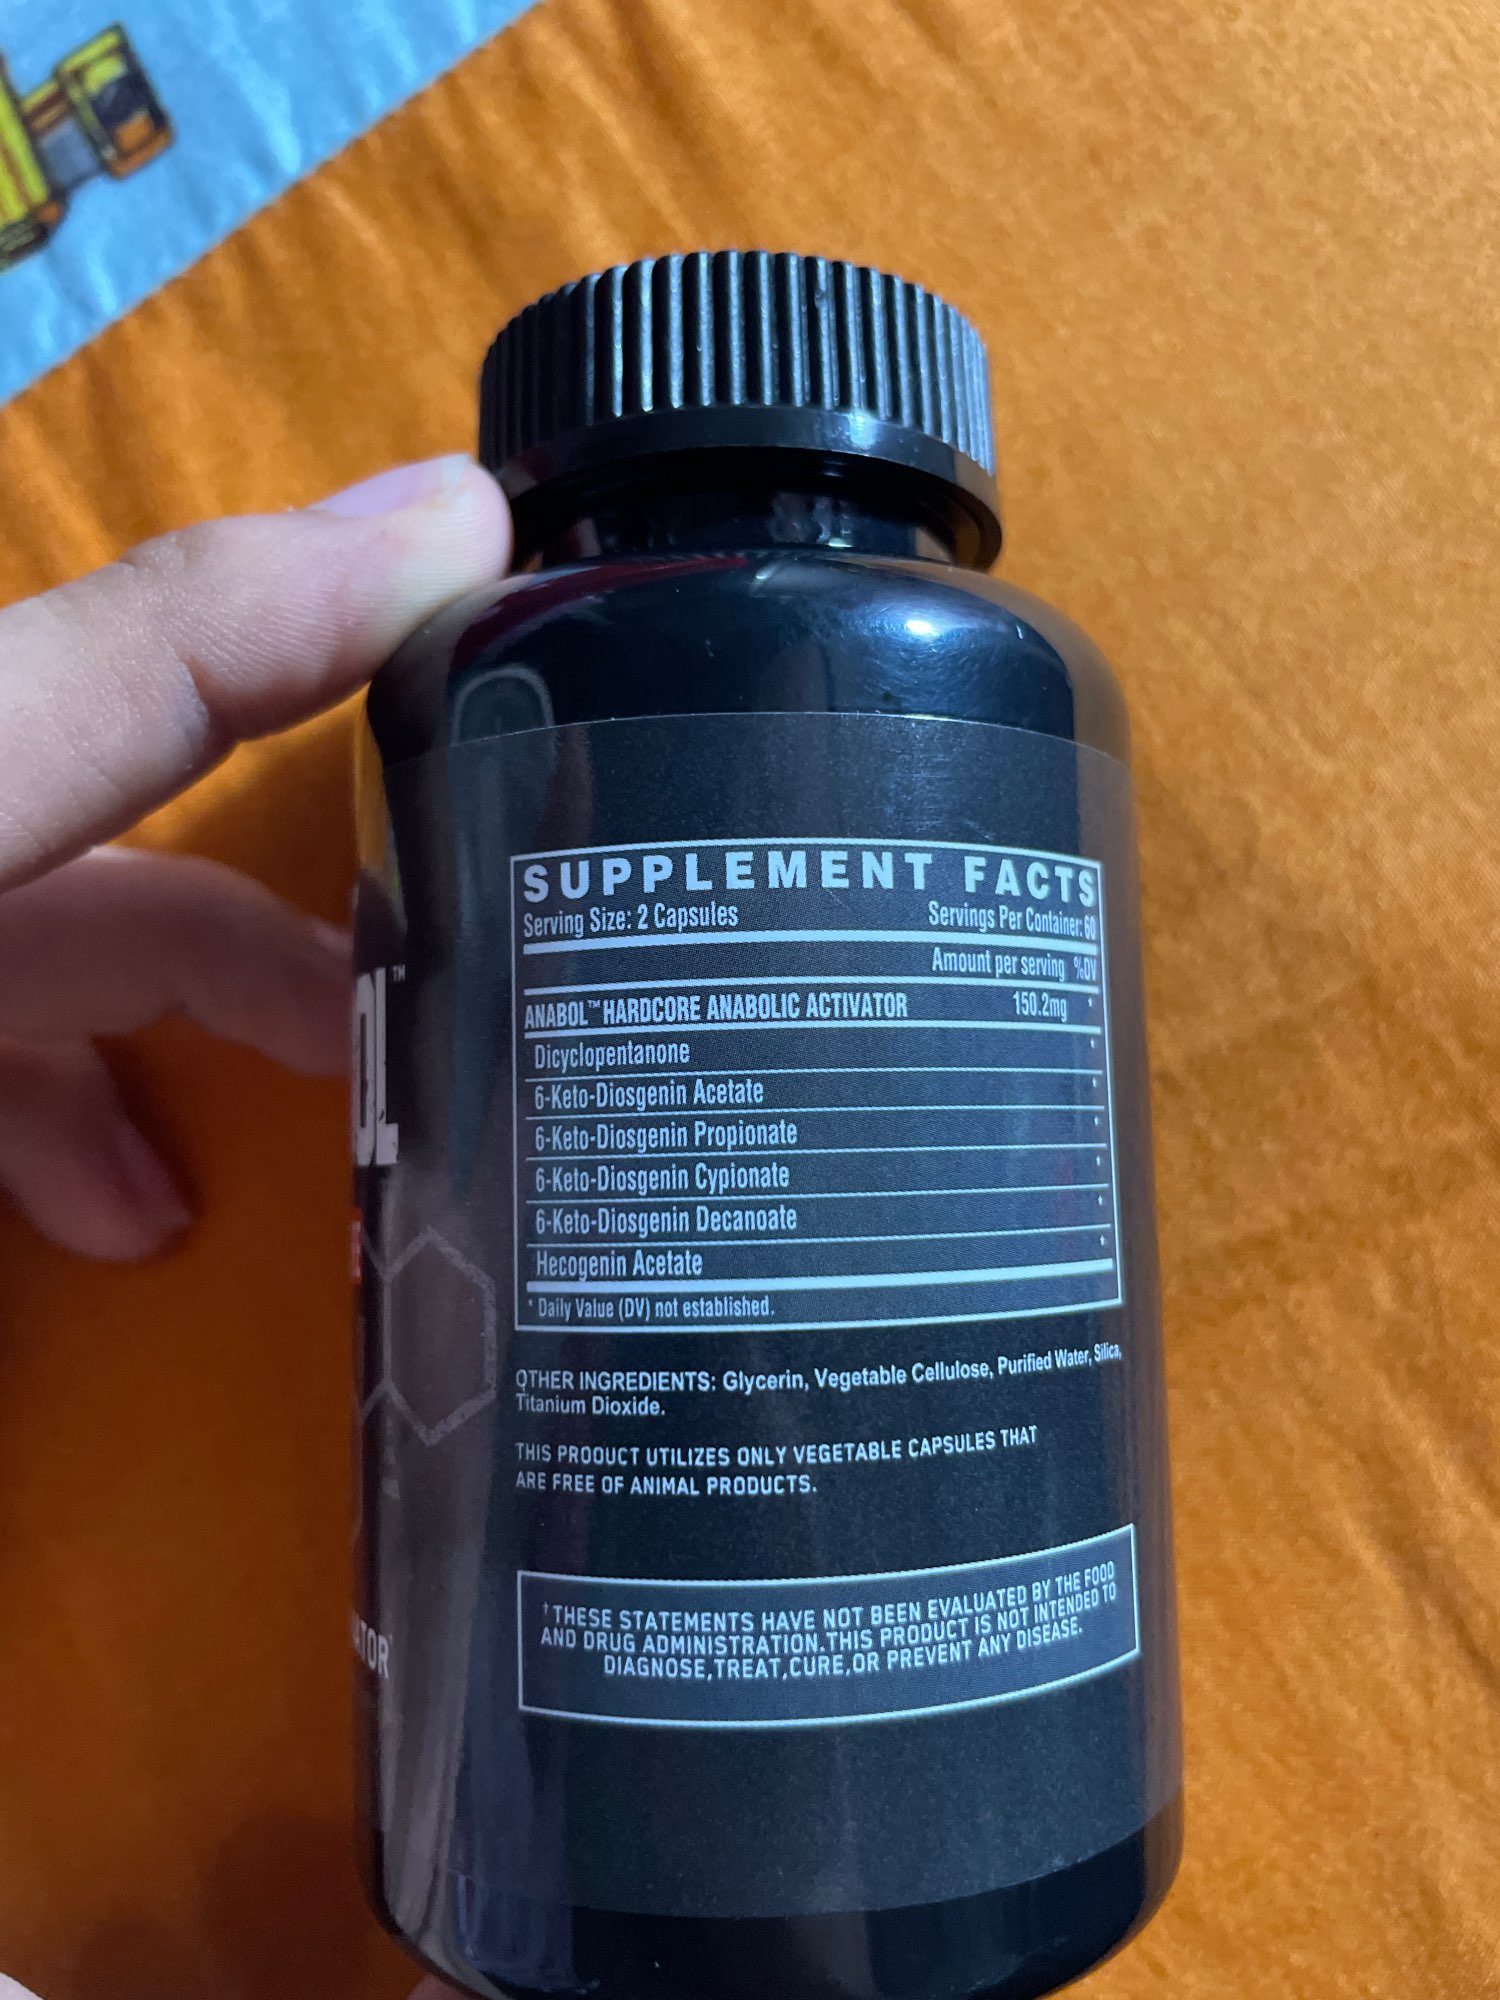 SUPPLEMENT FACTS
Serving Size: 2 Capsules Servings Per Container: 60
Amount per serving %DV
ANABOL™ HARDCORE ANABOLIC ACTIVATOR 150.2mg *
Dicyclopentanone *
6-Keto-Diosgenin Acetate *
6-Keto-Diosgenin Propionate *
6-Keto-Diosgenin Cypionate *
6-Keto-Diosgenin Decanoate *
Hecogenin Acetate *
* Daily Value (DV) not established.
OTHER INGREDIENTS: Glycerin, Vegetable Cellulose, Purified Water, Silica,
Titanium Dioxide.
THIS PRODUCT UTILIZES ONLY VEGETABLE CAPSULES THAT
ARE FREE OF ANIMAL PRODUCTS.
†THESE STATEMENTS HAVE NOT BEEN EVALUATED BY THE FOOD
AND DRUG ADMINISTRATION.THIS PRODUCT IS NOT INTENDED TO
DIAGNOSE,TREAT,CURE,OR PREVENT ANY DISEASE.